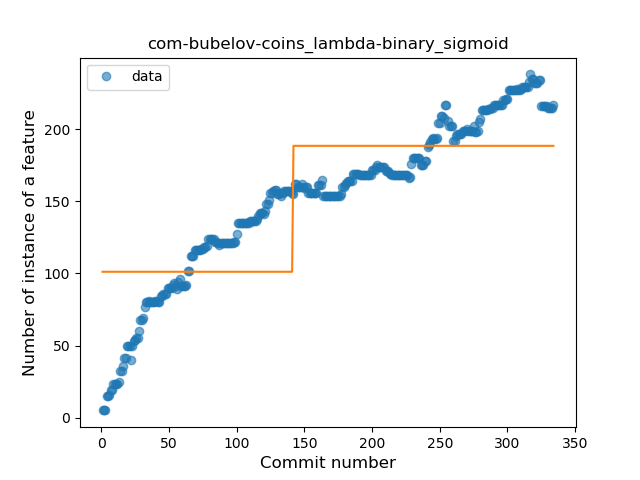 com-bubelov-coins_lambda-binary_sigmoid
data
Number of instance of a feature
200
150
100
50
0
0 50 100 150 200 250 300 350
Commit number